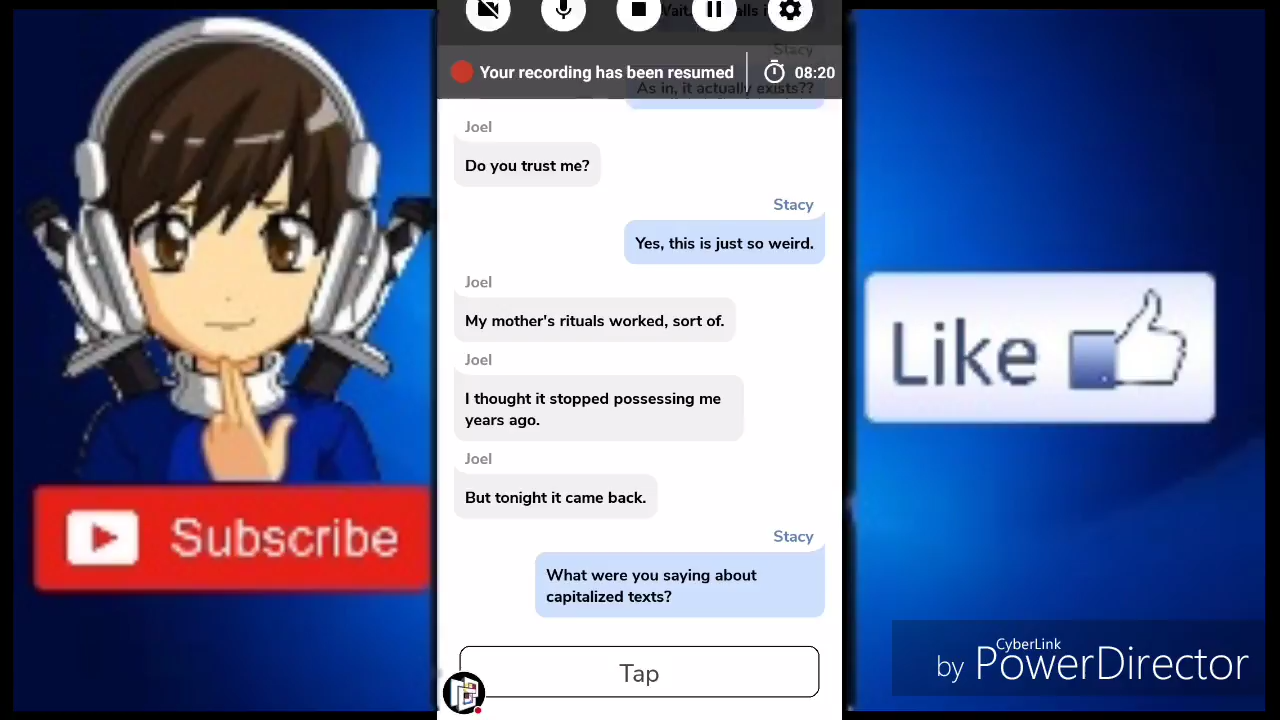 Wait.
Stacy
Your recording has been resumed
08:20
As in, it actually exists??
Joel
Do you trust me?
Stacy
Yes, this is just so weird.
Joel
My mother's rituals worked, sort of.
Joel
I thought it stopped possessing me
years ago.
Joel
But tonight it came back.
Stacy
What were you saying about
capitalized texts?
Tap
Subscribe
Like
CyberLink
by PowerDirector